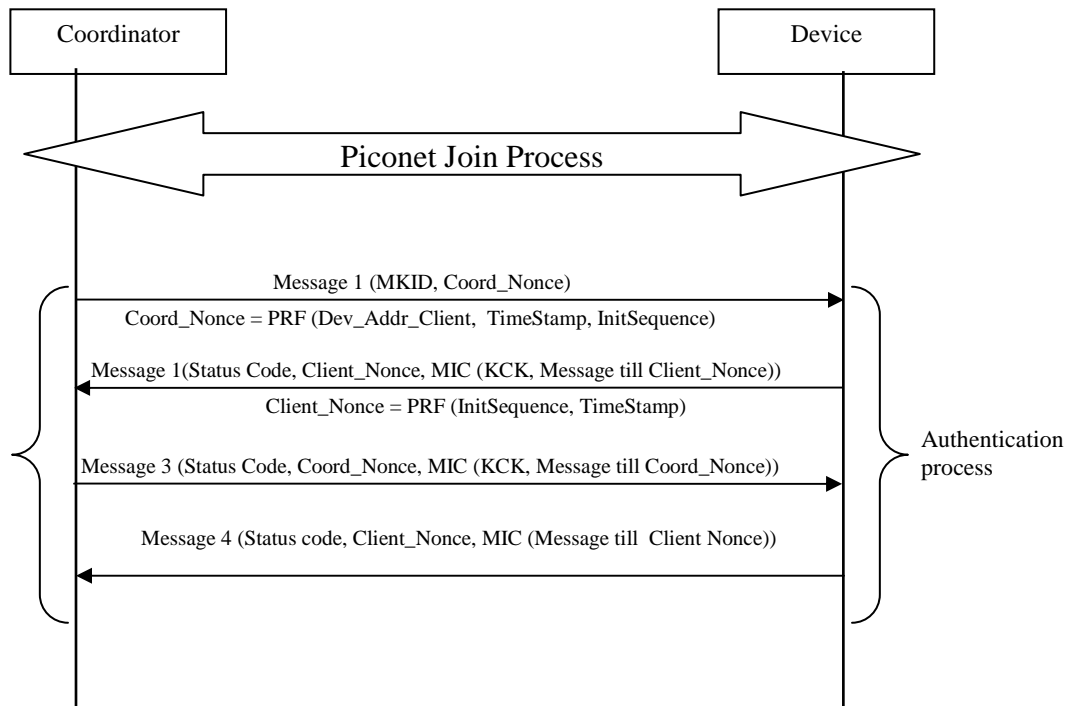 Coordinator
Device
Piconet Join Process
Message 1 (MKID, Coord_Nonce)
Coord_Nonce = PRF (Dev_Addr_Client, TimeStamp, InitSequence)
Message 1(Status Code, Client_Nonce, MIC (KCK, Message till Client_Nonce))
Client_Nonce = PRF (InitSequence, TimeStamp)
Authentication
process
Message 3 (Status Code, Coord_Nonce, MIC (KCK, Message till Coord_Nonce))
Message 4 (Status code, Client_Nonce, MIC (Message till Client Nonce))